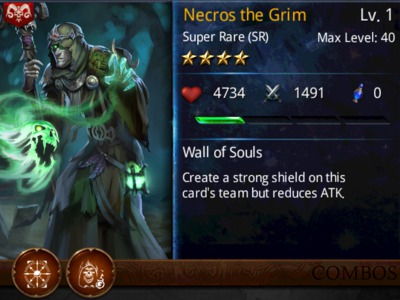 Necros the Grim Lv. 1
Super Rare (SR) Max Level: 40
4734 1491 0
Wall of Souls
Create a strong shield on this
card's team but reduces ATK.
COMBOS